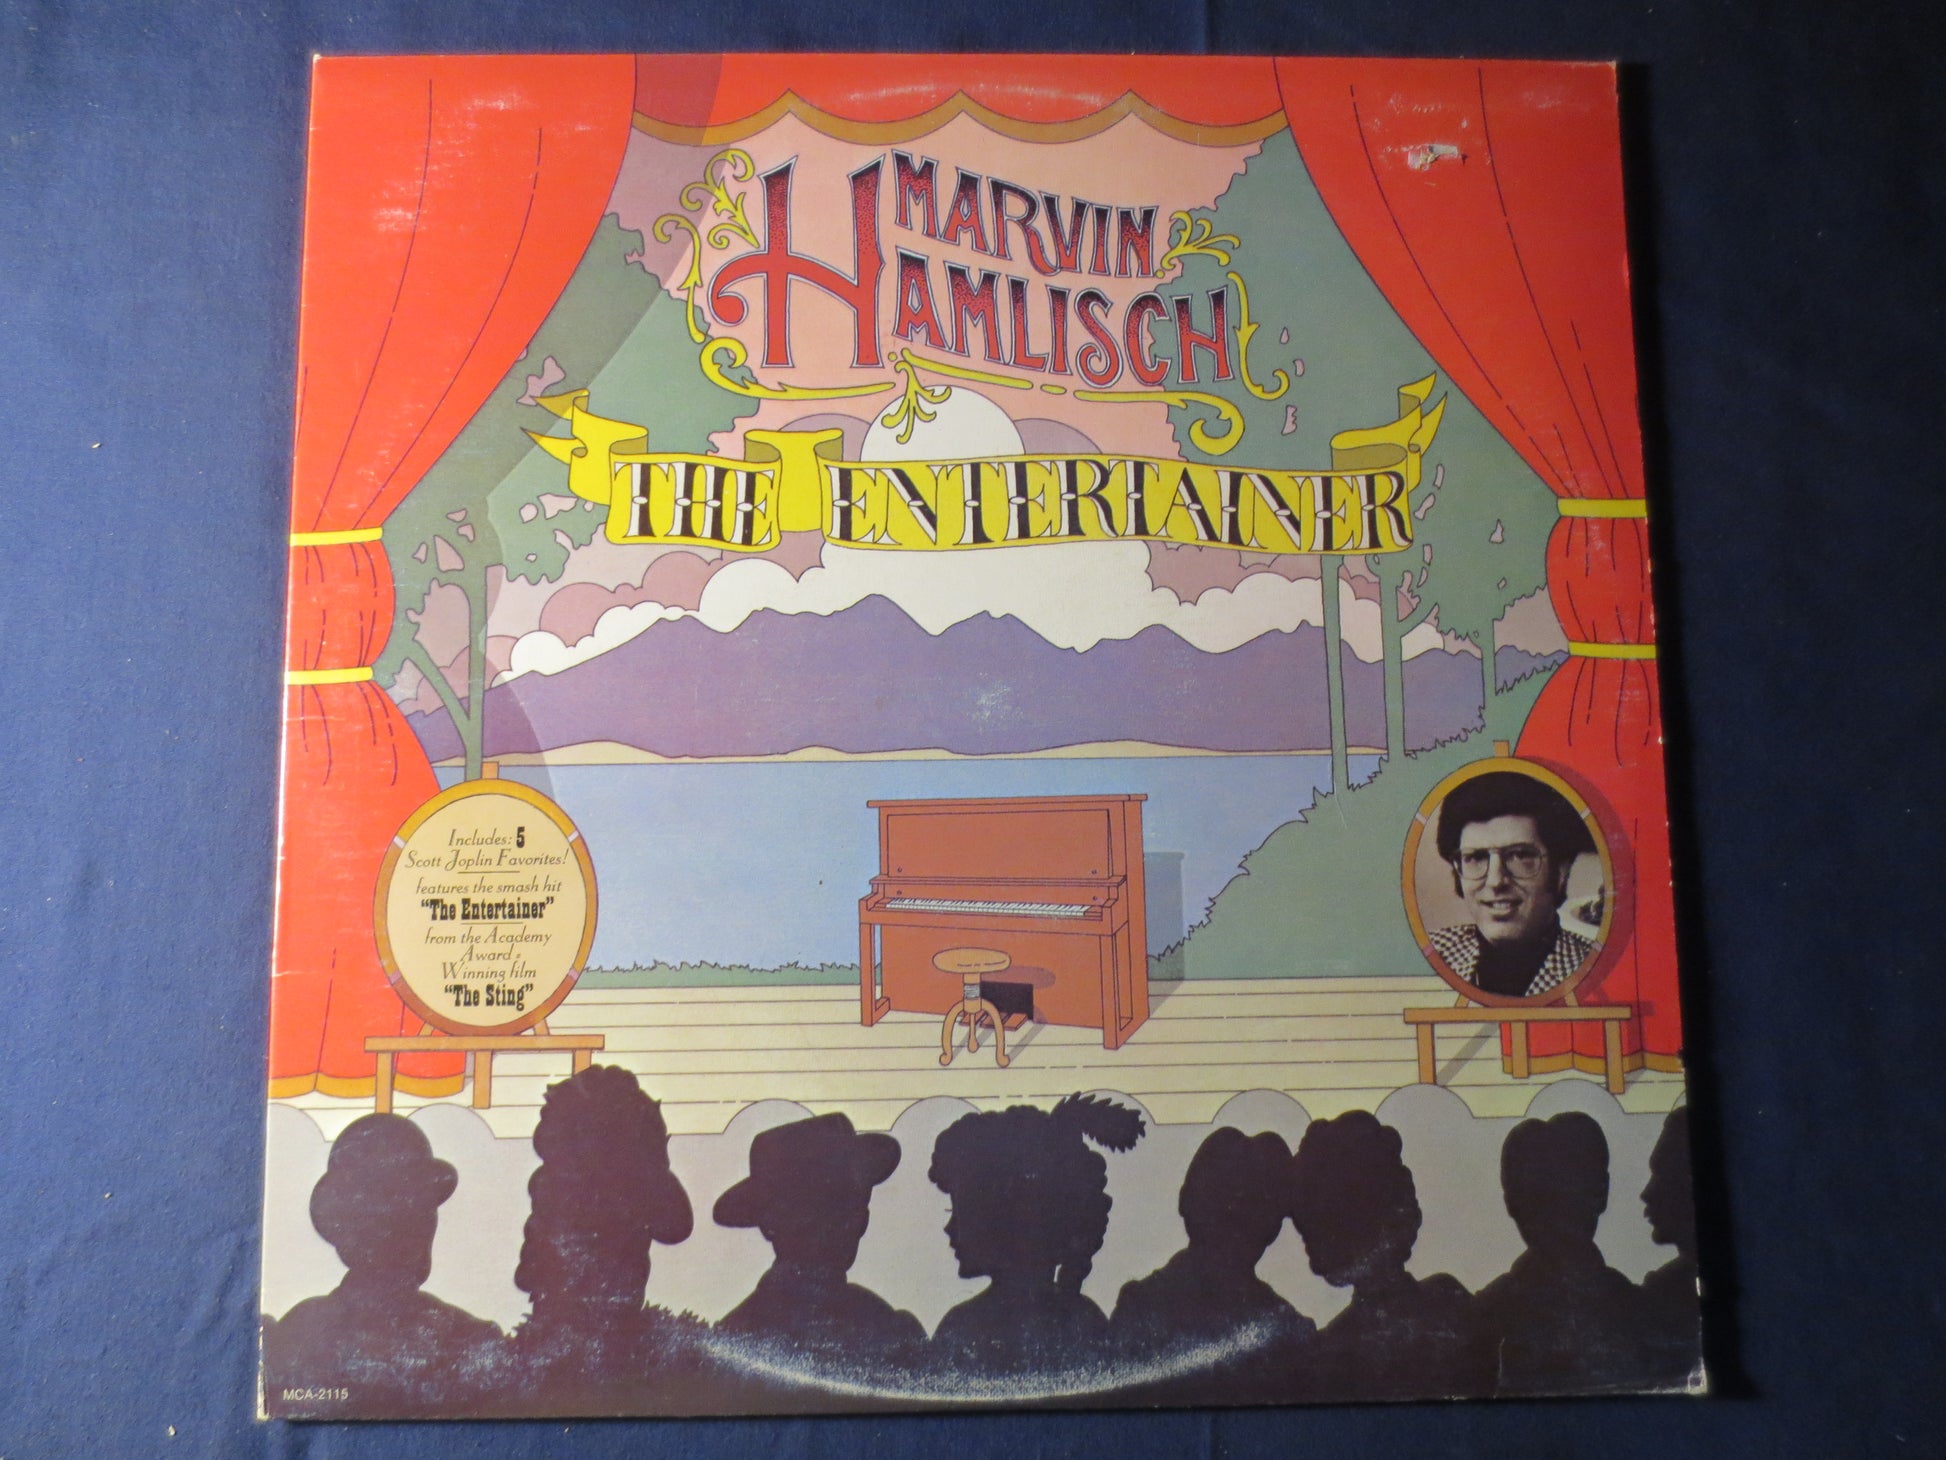 MARVIN
HAMLISCH
THE ENTERTAINER
Includes: 5
Scott Joplin Favorites!
features the smash hit
“The Entertainer”
from the Academy
Award ®
Winning film
“The Sting”
MCA-2115